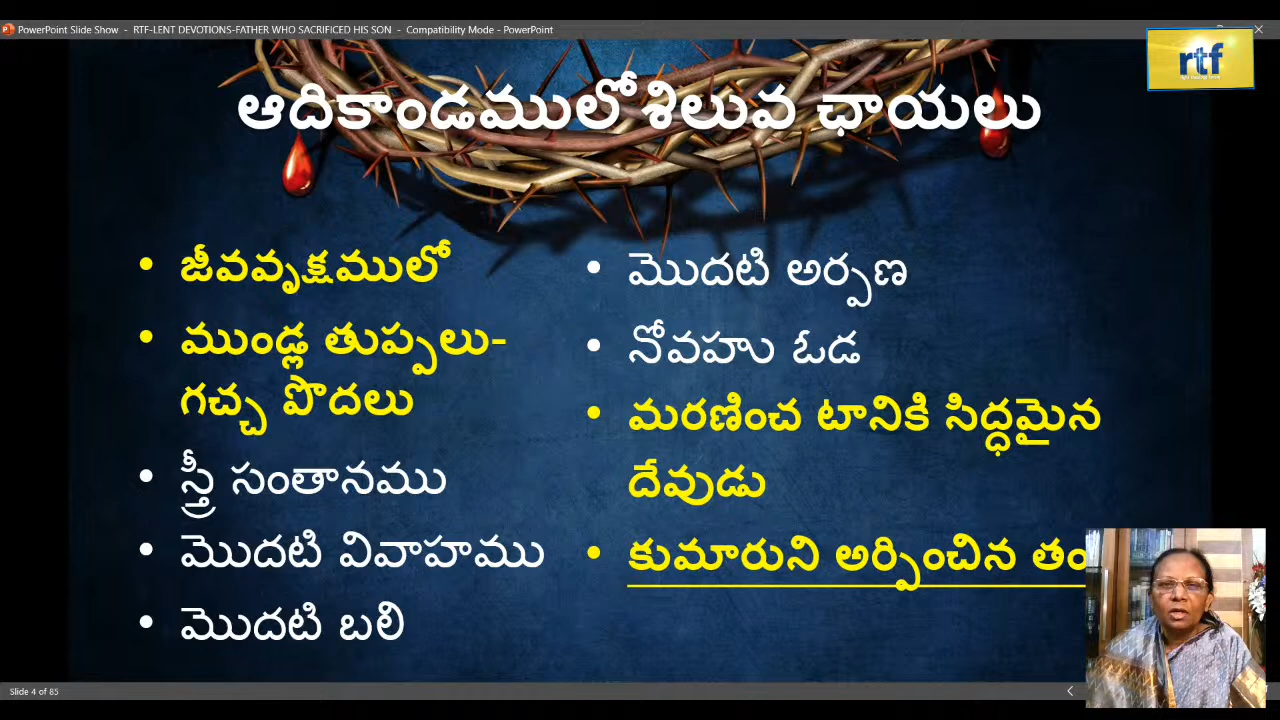 PowerPoint Slide Show - RTF-LENT DEVOTIONS-FATHER WHO SACRIFICED HIS SON - Compatibility Mode - PowerPoint
rtf
ఆదికాండములో శిలువ ఛాయలు
• జీవవృక్షములో
• ముండ్ల తుప్పలు-
గచ్చ పొదలు
• స్త్రీ సంతానము
• మొదటి వివాహము
• మొదటి బలి
• మొదటి అర్పణ
• నోవహు ఓడ
• మరణించ టానికి సిద్ధమైన
దేవుడు
• కుమారుని అర్పించిన
Slide 4 of 85